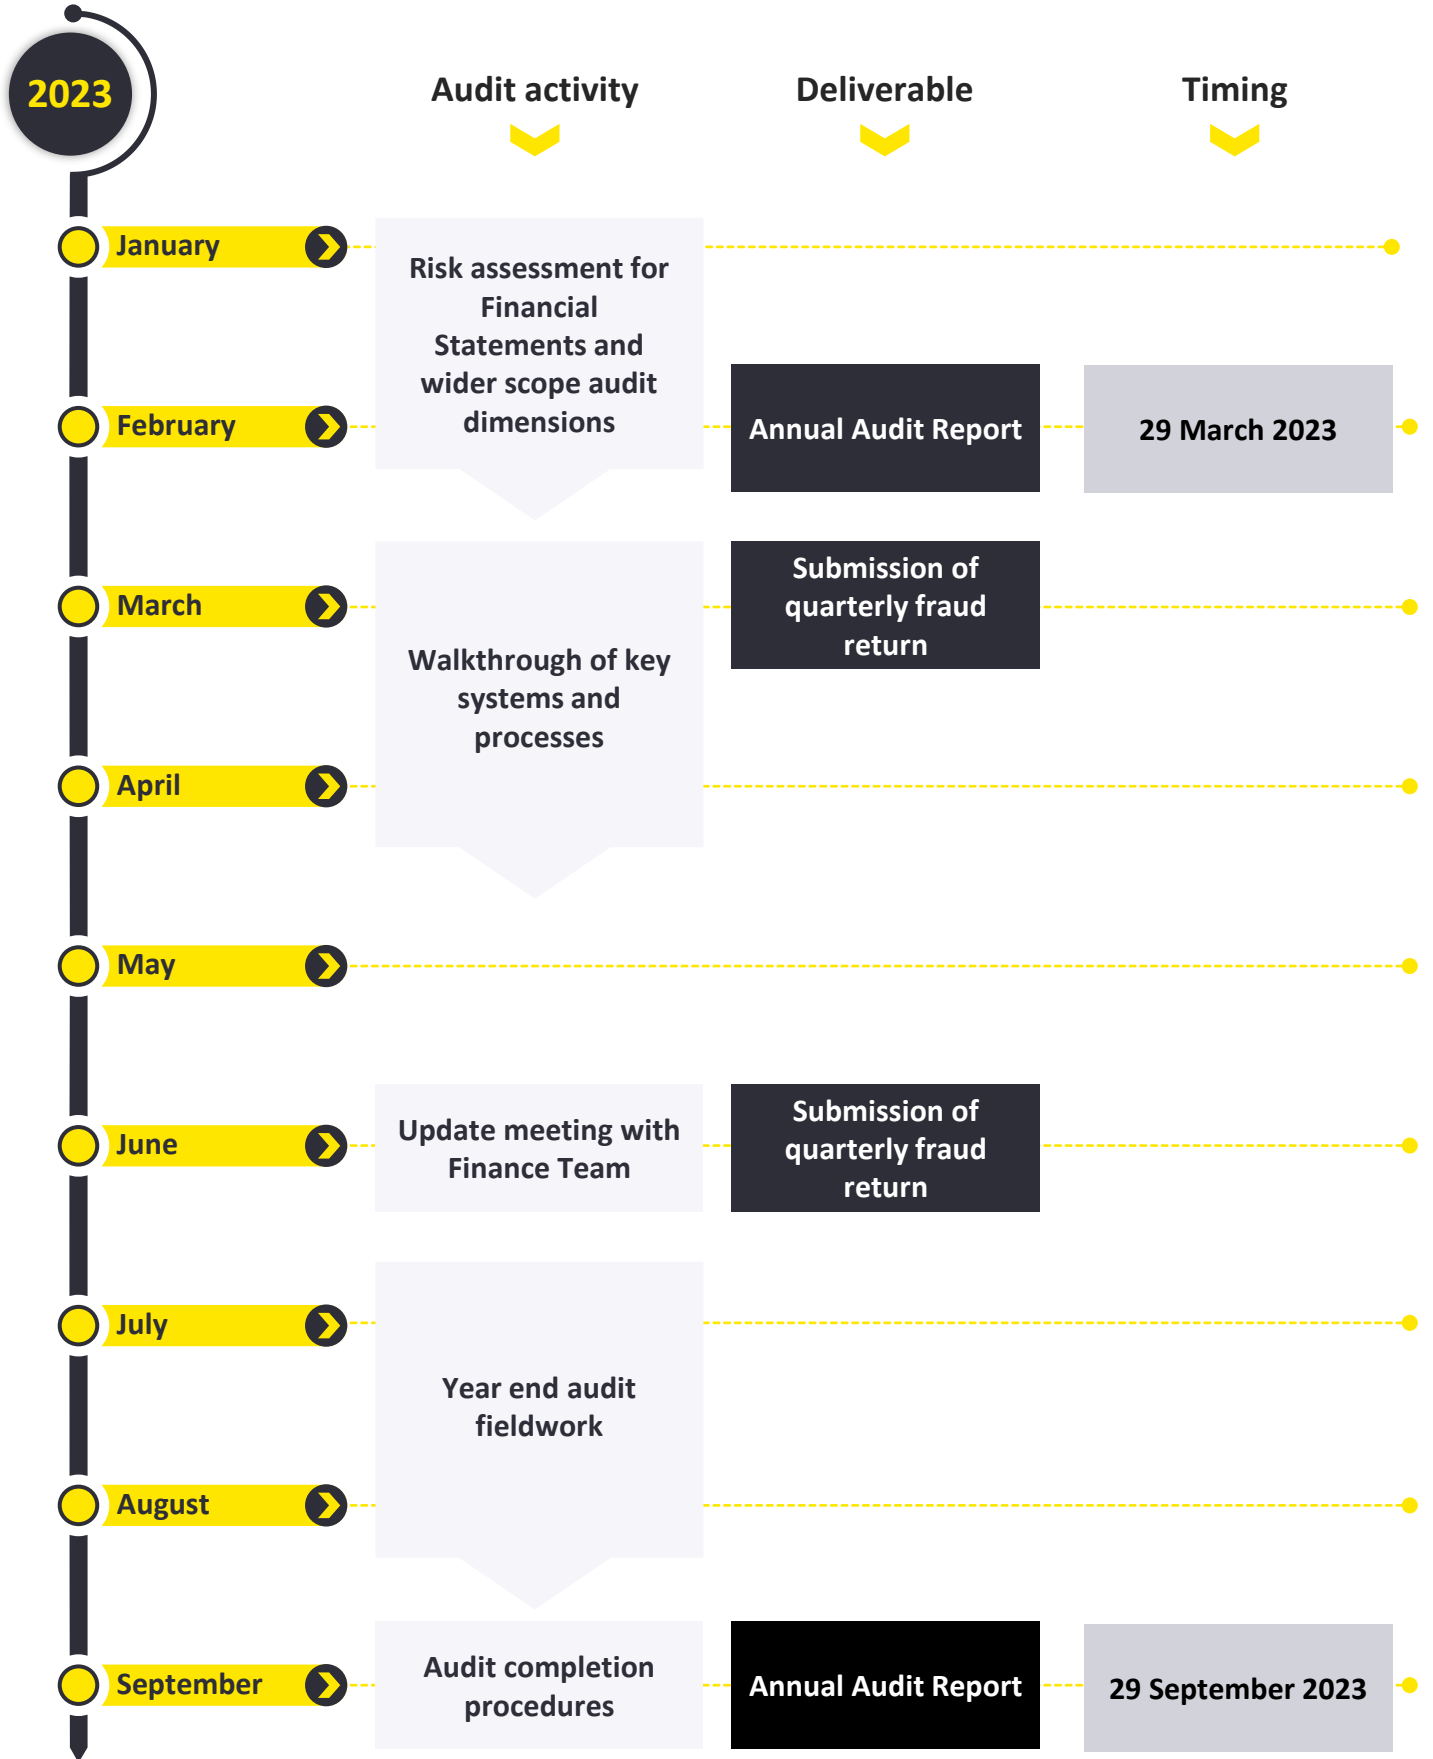 2023
Audit activity
Deliverable
Timing
January
Risk assessment for
Financial
Statements and
wider scope audit
dimensions
February
Annual Audit Report
29 March 2023
March
Submission of
quarterly fraud
return
Walkthrough of key
systems and
processes
April
May
June
Update meeting with
Finance Team
Submission of
quarterly fraud
return
July
Year end audit
fieldwork
August
September
Audit completion
procedures
Annual Audit Report
29 September 2023